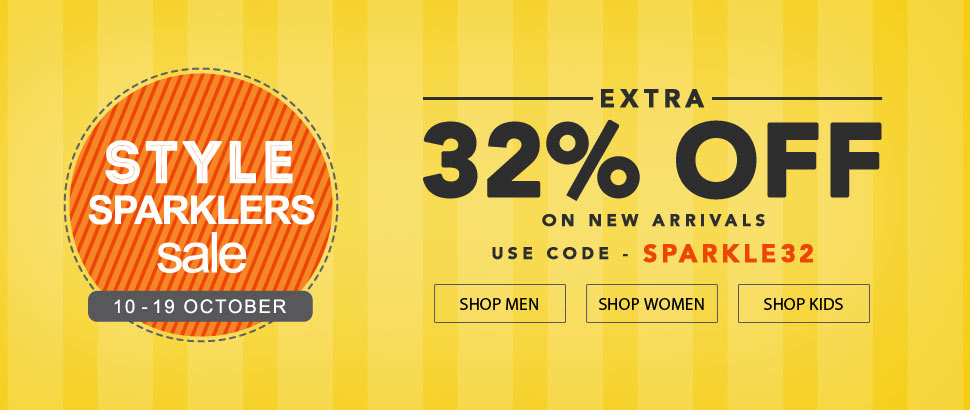 STYLE
SPARKLERS
sale
10 - 19 OCTOBER
EXTRA
32% OFF
ON NEW ARRIVALS
USE CODE - SPARKLE32
SHOP MEN
SHOP WOMEN
SHOP KIDS